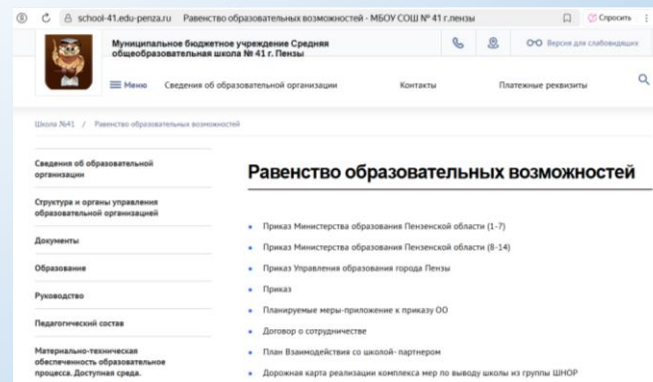 school-41.edu-penza.ru Равенство образовательных возможностей - МБОУ СОШ № 41 г.пензы
Спросить
Муниципальное бюджетное учреждение Средняя
общеобразовательная школа № 41 г. Пензы
Версия для слабовидящих
Меню Сведения об образовательной организации Контакты Платежные реквизиты
Школа №41 / Равенство образовательных возможностей
Сведения об образовательной
организации
Структура и органы управления
образовательной организацией
Документы
Образование
Руководство
Педагогический состав
Материально-техническая
обеспеченность образовательное
процесса. Доступная среда.
Равенство образовательных возможностей
Приказ Министерства образования Пензенской области (1-7)
Приказ Министерства образования Пензенской области (8-14)
Приказ Управления образования города Пензы
Приказ
Планируемые меры-приложение к приказу ОО
Договор о сотрудничестве
План Взаимодействия со школой- партнером
Дорожная карта реализации комплекса мер по выводу школы из группы ШНОР